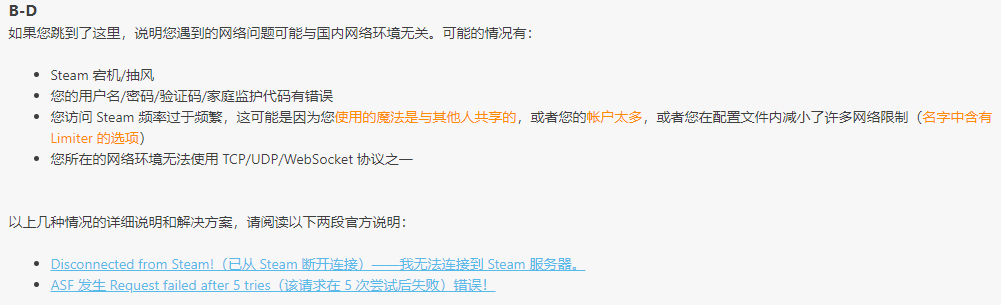 B-D
如果您跳到了这里，说明您遇到的网络问题可能与国内网络环境无关。可能的情况有：
Steam 宕机/抽风
您的用户名/密码/验证码/家庭监护代码有错误
您访问 Steam 频率过于频繁，这可能是因为您使用的魔法是与其他人共享的，或者您的帐户太多，或者您在配置文件内减小了许多网络限制（名字中含有
Limiter 的选项）
您所在的网络环境无法使用 TCP/UDP/WebSocket 协议之一
以上几种情况的详细说明和解决方案，请阅读以下两段官方说明：
Disconnected from Steam!（已从 Steam 断开连接）——我无法连接到 Steam 服务器。
ASF 发生 Request failed after 5 tries（该请求在 5 次尝试后失败）错误！